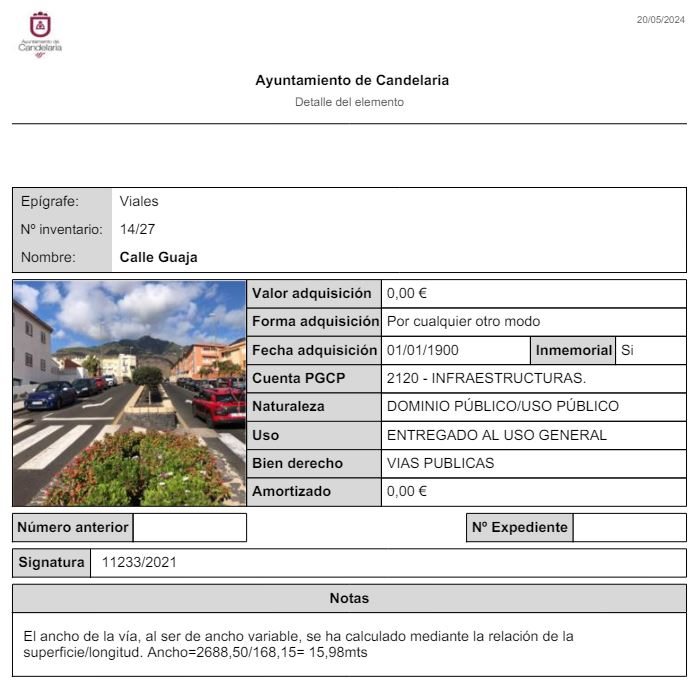 20/05/2024
Ayuntamiento de
Candelaria
Ayuntamiento de Candelaria
Detalle del elemento
Epígrafe: Viales
Nº inventario: 14/27
Nombre: Calle Guaja
Valor adquisición 0,00 €
Forma adquisición Por cualquier otro modo
Fecha adquisición 01/01/1900 Inmemorial Si
Cuenta PGCP 2120 - INFRAESTRUCTURAS.
Naturaleza DOMINIO PÚBLICO/USO PÚBLICO
Uso ENTREGADO AL USO GENERAL
Bien derecho VIAS PUBLICAS
Amortizado 0,00 €
Número anterior Nº Expediente
Signatura 11233/2021
Notas
El ancho de la vía, al ser de ancho variable, se ha calculado mediante la relación de la
superficie/longitud. Ancho=2688,50/168,15= 15,98mts